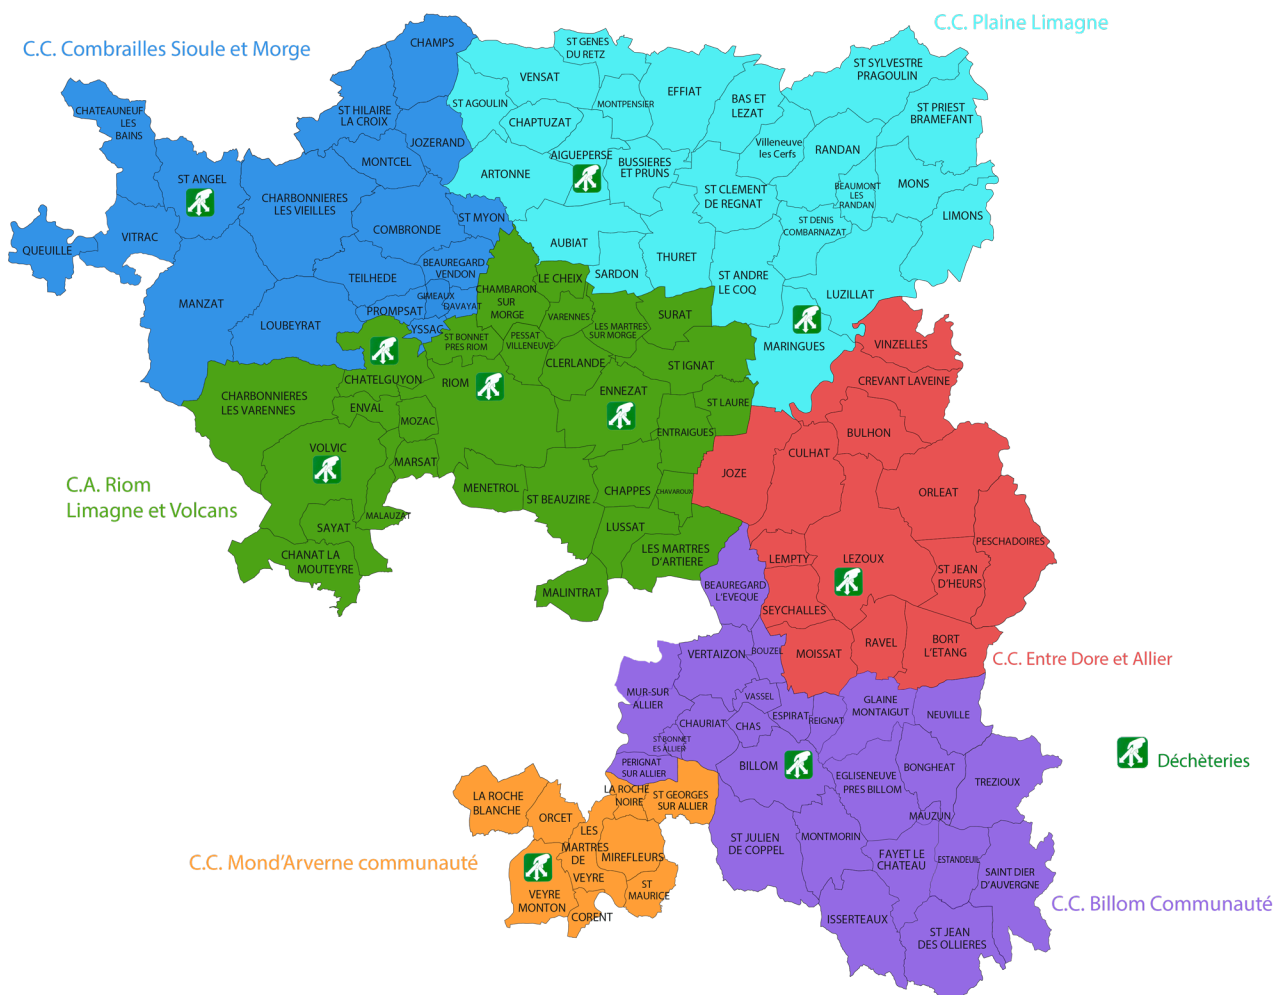 C.C. Plaine Limagne
C.C. Combrailles Sioule et Morge
CHAMPS
ST GENES
DU RETZ
VENSAT
ST SYLVESTRE
PRAGOULIN
CHATEAUNEUF
LES
BAINS
ST HILAIRE
LA CROIX
ST AGOULIN
MONTPENSIER
EFFIAT
BAS ET
LEZAT
ST PRIEST
BRAMEFANT
CHAPTUZAT
JOZERAND
Villeneuve
les Cerfs
RANDAN
MONTCEL
AIGUEPERSE
BUSSIERES
ET PRUNS
ARTONNE
ST ANGEL
CHARBONNIERES
LES VIEILLES
ST CLEMENT
DE REGNAT
BEAUMONT
LES
RANDAN
MONS
LIMONS
ST MYON
COMBRONDE
ST DENIS
COMBARNAZAT
VITRAC
QUEUILLE
AUBIAT
THURET
SARDON
ST ANDRE
LE COQ
BEAUREGARD
VENDON
TEILHEDE
LE CHEIX
CHAMBARON
SUR
MORGE
GIMEAUX
DAVAYAT
PROMPSAT
YSSAC
MANZAT
LOUBEYRAT
LUZILLAT
VARENNES
SURAT
LES MARTRES
SUR MORGE
ST BONNET
PRES RIOM
PESSAT
VILLENEUVE
MARINGUES
VINZELLES
CLERLANDE
ST IGNAT
CHATELGUYON
RIOM
CREVANT LAVEINE
CHARBONNIERES
LES VARENNES
ENNEZAT
ST LAURE
ENVAL
MOZAC
ENTRAIGUES
BULHON
VOLVIC
MARSAT
CULHAT
JOZE
C.A. Riom
Limagne et Volcans
MENETROL
ST BEAUZIRE
CHAPPES
CHAVAROUX
ORLEAT
MALAUZAT
SAYAT
LUSSAT
PESCHADOIRES
CHANAT LA
MOUTEYRE
LES MARTRES
D'ARTIERE
LEMPTY
LEZOUX
ST JEAN
D'HEURS
MALINTRAT
BEAUREGARD
L'EVEQUE
SEYCHALLES
RAVEL
BORT
L'ETANG
VERTAIZON
BOUZEL
MOISSAT
C.C. Entre Dore et Allier
MUR-SUR
ALLIER
VASSEL
GLAINE
MONTAIGUT
NEUVILLE
CHAURIAT
CHAS
ESPIRAT
REIGNAT
ST BONNET
ES ALLIER
PERIGNAT
SUR ALLIER
BILLOM
BONGHEAT
EGLISENEUVE
PRES BILLOM
TREZIOUX
Déchèteries
LA ROCHE
BLANCHE
LA ROCHE
NOIRE
ST GEORGES
SUR ALLIER
ORCET
MAUZUN
LES
MARTRES
DE
VEYRE
MIREFLEURS
ST JULIEN
DE COPPEL
MONTMORIN
FAYET LE
CHATEAU
ESTANDEUIL
SAINT DIER
D'AUVERGNE
C.C. Mond'Arverne communauté
VEYRE
MONTON
ST
MAURICE
CORENT
C.C. Billom Communauté
ISSERTEAUX
ST JEAN
DES OLLIERES